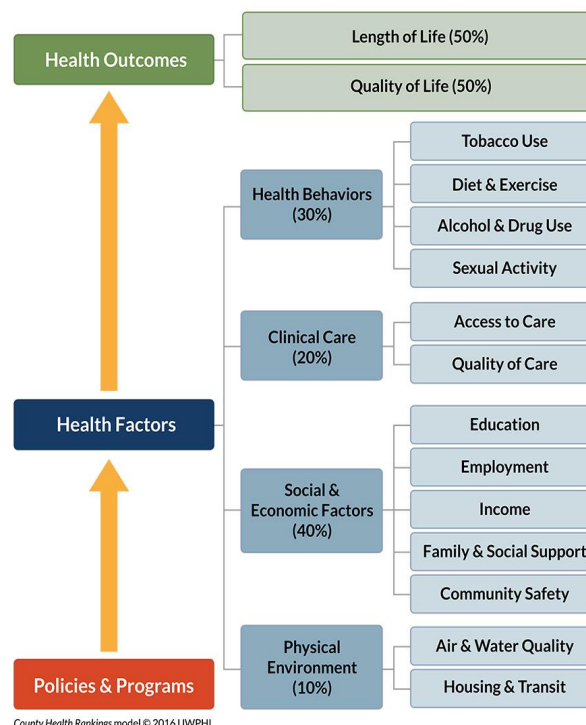 Health Outcomes
Length of Life (50%)
Quality of Life (50%)
Health Factors
Health Behaviors
(30%)
Tobacco Use
Diet & Exercise
Alcohol & Drug Use
Sexual Activity
Clinical Care
(20%)
Access to Care
Quality of Care
Social &
Economic Factors
(40%)
Education
Employment
Income
Family & Social Support
Community Safety
Physical
Environment
(10%)
Air & Water Quality
Housing & Transit
Policies & Programs
County Health Rankings model © 2016 UWPHI